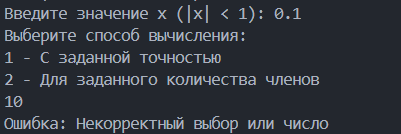 Введите значение x (|x| < 1): 0.1
Выберите способ вычисления:
1 - С заданной точностью
2 - Для заданного количества членов
10
Ошибка: Некорректный выбор или число